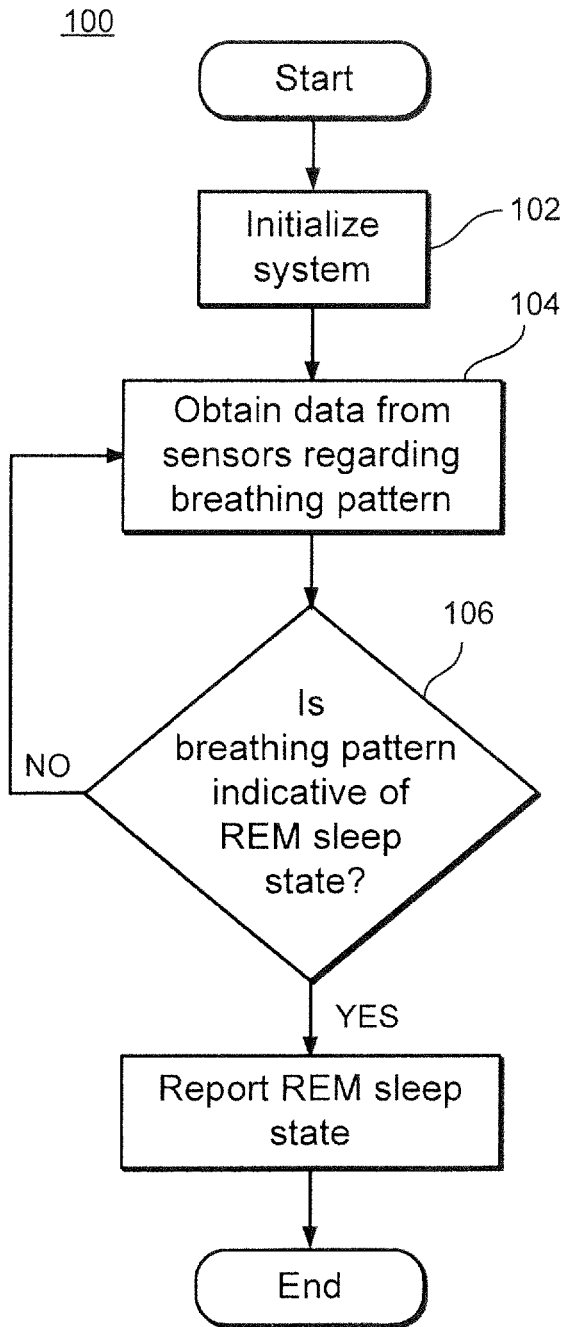 100
Start
Initialize
system
102
104
Obtain data from
sensors regarding
breathing pattern
106
Is
breathing pattern
indicative of
REM sleep
state?
NO
YES
Report REM sleep
state
End